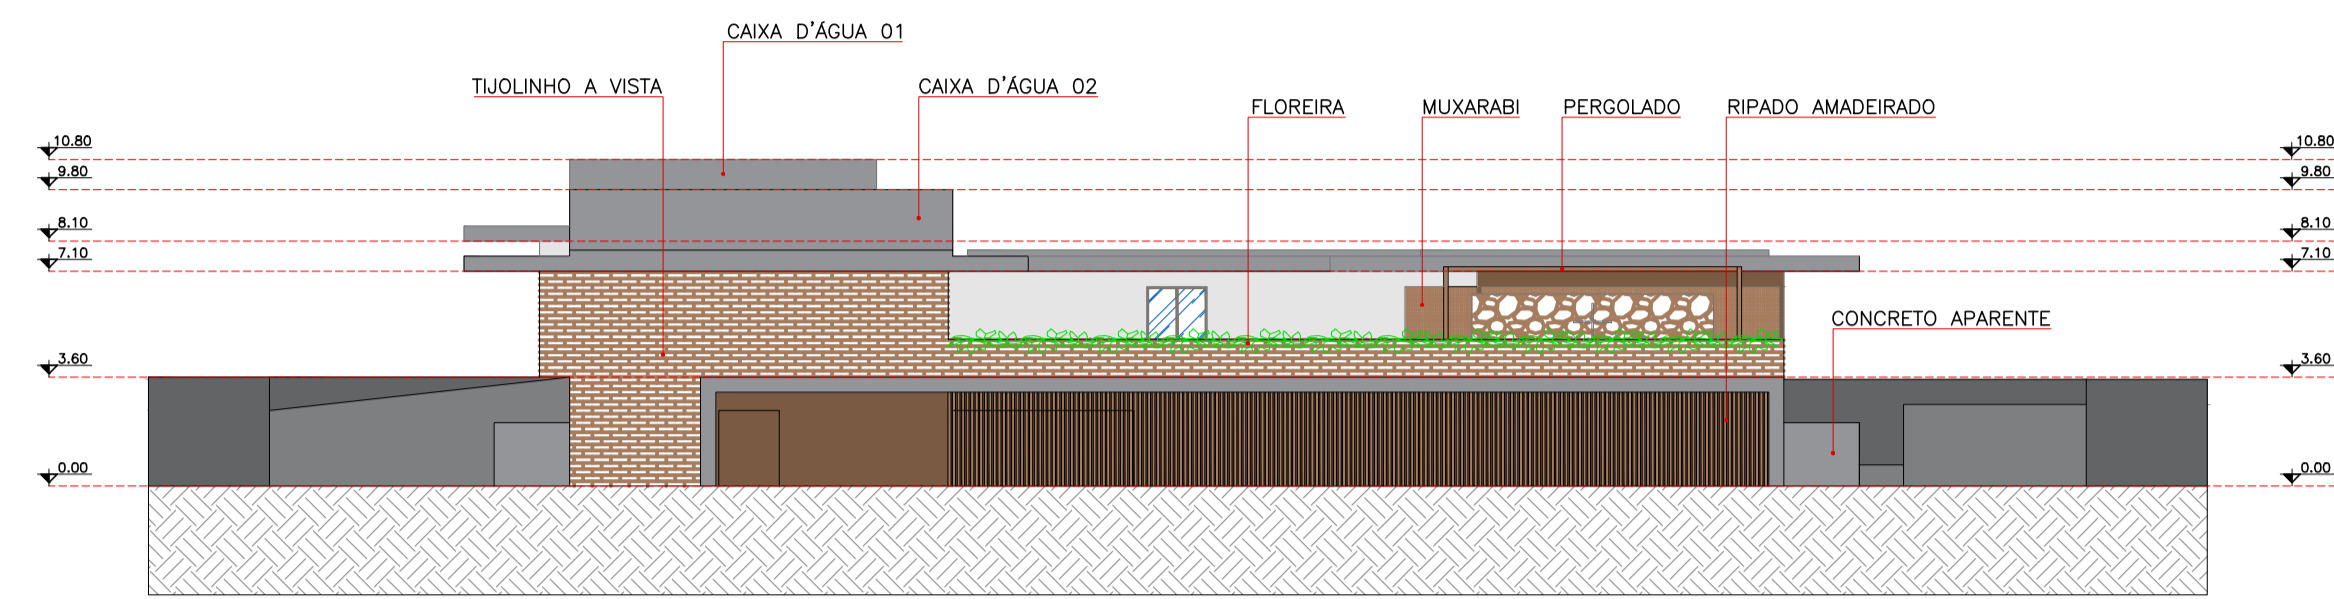 CAIXA D'ÁGUA 01
TIJOLINHO A VISTA
CAIXA D'ÁGUA 02
FLOREIRA
MUXARABI
PERGOLADO
RIPADO AMADEIRADO
10.80
10.80
9.80
9.80
8.10
8.10
7.10
7.10
CONCRETO APARENTE
3.60
3.60
0.00
0.00